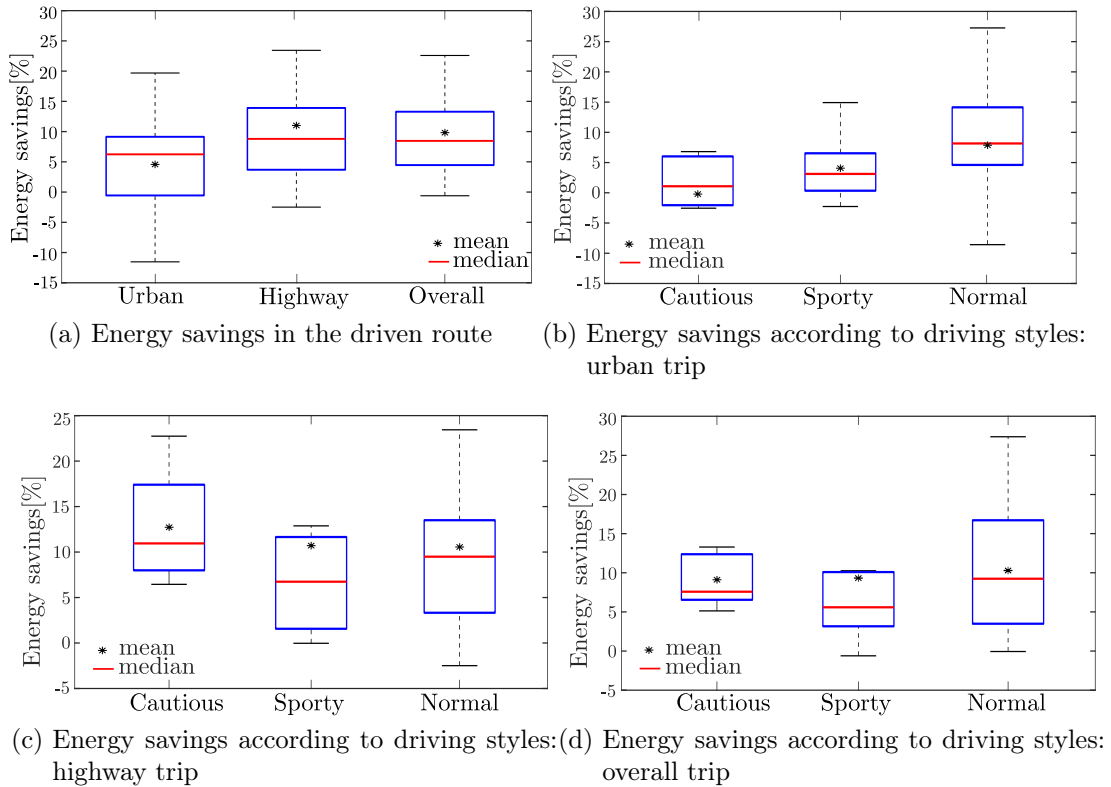 30
25
20
15
10
5
0
-5
-10
-15
Energy savings[%]
mean
median
Urban Highway Overall
(a) Energy savings in the driven route
30
25
20
15
10
5
0
-5
-10
-15
Energy savings[%]
mean
median
Cautious Sporty Normal
(b) Energy savings according to driving styles:
urban trip
25
20
15
10
5
0
-5
Energy savings[%]
mean
median
Cautious Sporty Normal
(c) Energy savings according to driving styles:
highway trip
30
25
20
15
10
5
0
-5
Energy savings[%]
mean
median
Cautious Sporty Normal
(d) Energy savings according to driving styles:
overall trip